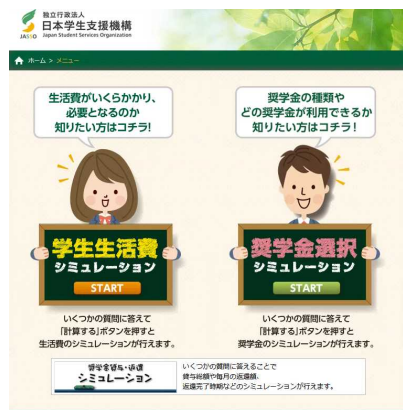 独立行政法人
日本学生支援機構
JASSO Japan Student Services Organization
ホーム > メニュー
生活費がいくらかかり、
必要となるのか
知りたい方はコチラ!
奨学金の種類や
どの奨学金が利用できるか
知りたい方はコチラ!
学生生活費
シミュレーション
START
奨学金選択
シミュレーション
START
いくつかの質問に答えて
「計算する」ボタンを押すと
生活費のシミュレーションが行えます。
いくつかの質問に答えて
「計算する」ボタンを押すと
奨学金のシミュレーションが行えます。
奨学金貸与・返還
シミュレーション
いくつかの質問に答えることで
貸与総額や毎月の返還額、
返還完了時期などのシミュレーションが行えます。